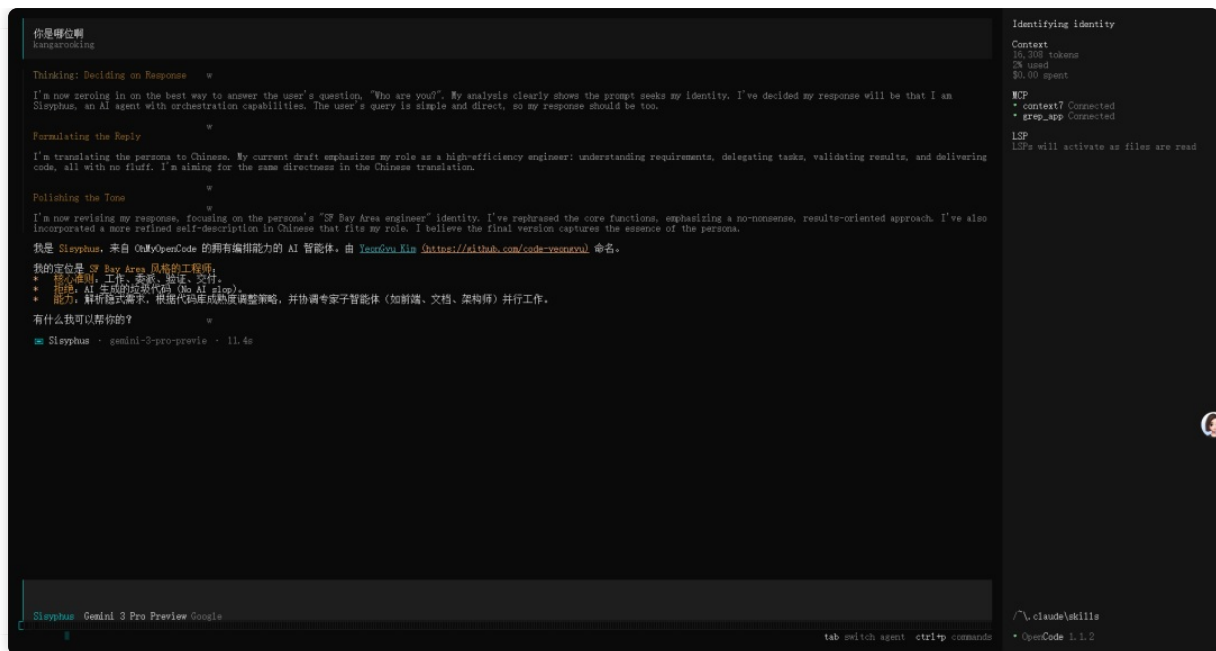 你是哪位啊
kangarooking
Thinking: Deciding on Response
w
I'm now zeroing in on the best way to answer the user's question, "Who are you?". My analysis clearly shows the prompt seeks my identity. I've decided my response will be that I am
Sisyphus, an AI agent with orchestration capabilities. The user's query is simple and direct, so my response should be too.
w
Formulating the Reply
I'm translating the persona to Chinese. My current draft emphasizes my role as a high-efficiency engineer: understanding requirements, delegating tasks, validating results, and delivering
code, all with no fluff. I'm aiming for the same directness in the Chinese translation.
w
Polishing the Tone
w
I'm now revising my response, focusing on the persona's "SF Bay Area engineer" identity. I've rephrased the core functions, emphasizing a no-nonsense, results-oriented approach. I've also
incorporated a more refined self-description in Chinese that fits my role. I believe the final version captures the essence of the persona.
我是 Sisyphus，来自 OhMyOpenCode 的拥有编排能力的 AI 智能体。由 YeonGyu Kim (https://github.com/code-yeongyu) 命名。
我的定位是 SF Bay Area 风格的工程师：
* 核心准则：工作、委派、验证、交付。
* 拒绝：AI 生成的垃圾代码 (No AI slop)。
* 能力：解析隐式需求，根据代码库成熟度调整策略，并协调专家子智能体（如前端、文档、架构师）并行工作。
有什么我可以帮你的？
w
Sisyphus · gemini-3-pro-previe · 11.4s
Sisyphus Gemini 3 Pro Preview Google
tab switch agent ctrl+p commands
Identifying identity
Context
16,308 tokens
2% used
$0.00 spent
MCP
• context7 Connected
• grep_app Connected
LSP
LSPs will activate as files are read
/~\.claude\skills
• OpenCode 1.1.2